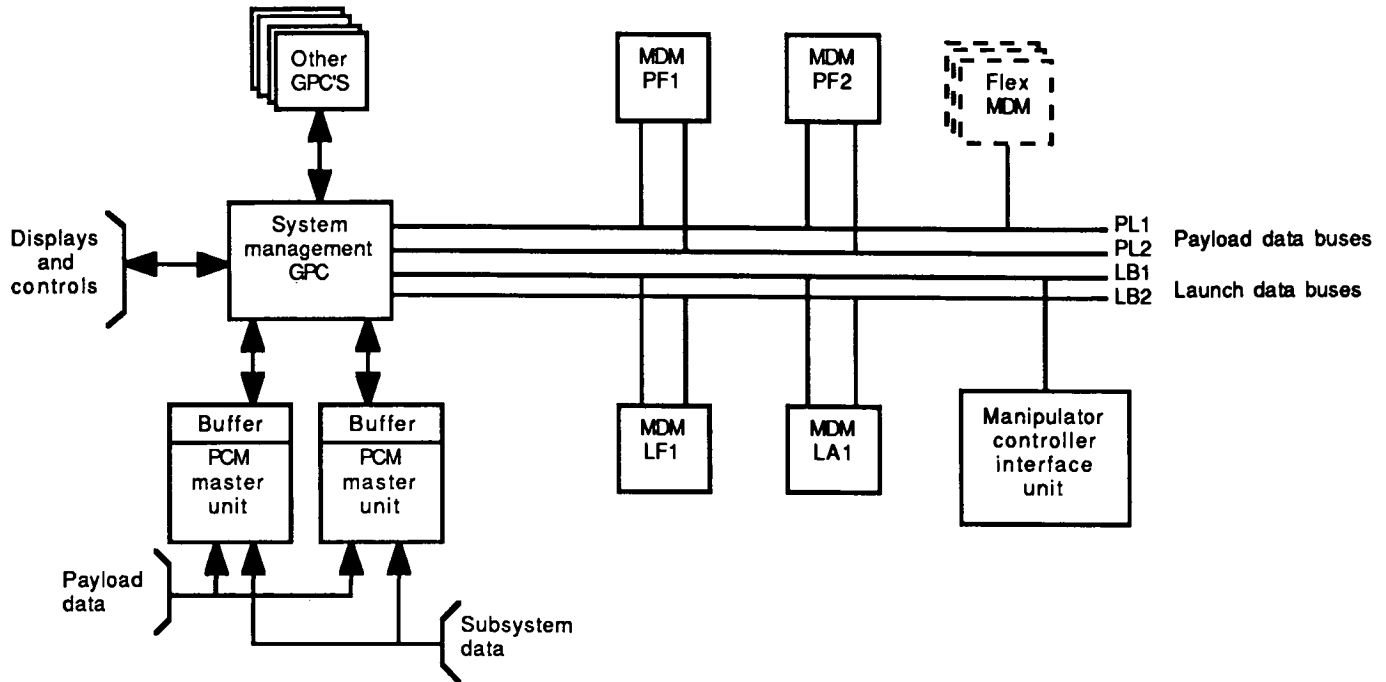 Other
GPC'S
MDM
PF1
MDM
PF2
Flex
MDM
Displays
and
controls
System
management
GPC
PL1
PL2
Payload data buses
LB1
LB2
Launch data buses
Buffer
PCM
master
unit
Buffer
PCM
master
unit
MDM
LF1
MDM
LA1
Manipulator
controller
interface
unit
Payload
data
Subsystem
data